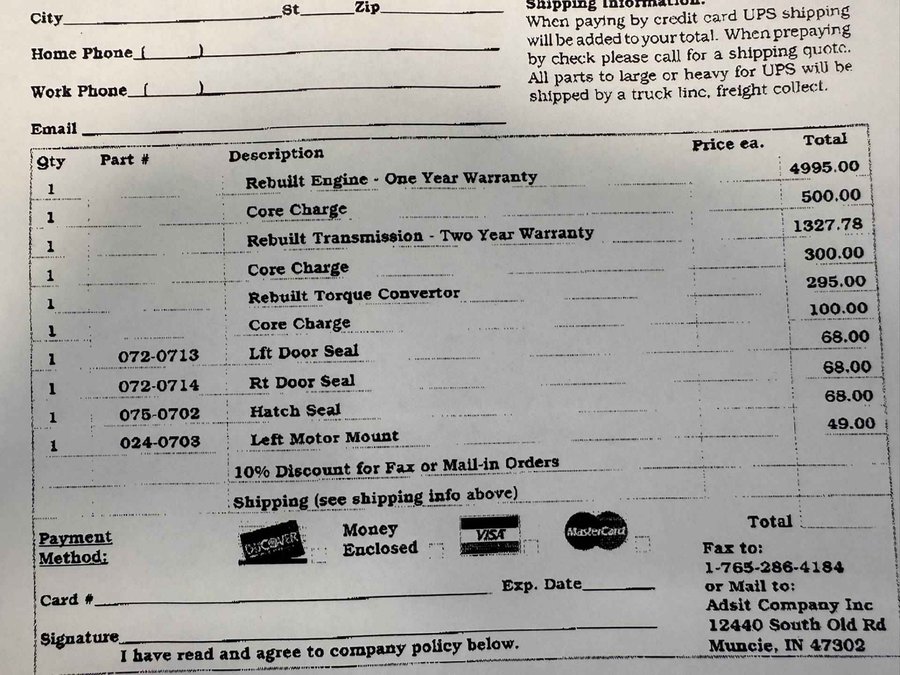 City St Zip
Home Phone ( )
Work Phone ( )
Email
Shipping Information:
When paying by credit card UPS shipping
will be added to your total. When prepaying
by check please call for a shipping quote.
All parts to large or heavy for UPS will be
shipped by a truck line, freight collect.
Qty Part # Description Price ea. Total
1 Rebuilt Engine - One Year Warranty 4995.00
1 Core Charge 500.00
1 Rebuilt Transmission - Two Year Warranty 1327.78
1 Core Charge 300.00
1 Rebuilt Torque Convertor 295.00
1 Core Charge 100.00
1 072-0713 Lft Door Seal 68.00
1 072-0714 Rt Door Seal 68.00
1 075-0702 Hatch Seal 68.00
1 024-0703 Left Motor Mount 49.00
10% Discount for Fax or Mail-in Orders
Shipping (see shipping info above)
Total
Payment
Method:
DISCOVER
Money
Enclosed
VISA
MasterCard
Card # Exp. Date
Signature
I have read and agree to company policy below.
Fax to:
1-765-286-4184
or Mail to:
Adsit Company Inc
12440 South Old Rd
Muncie, IN 47302